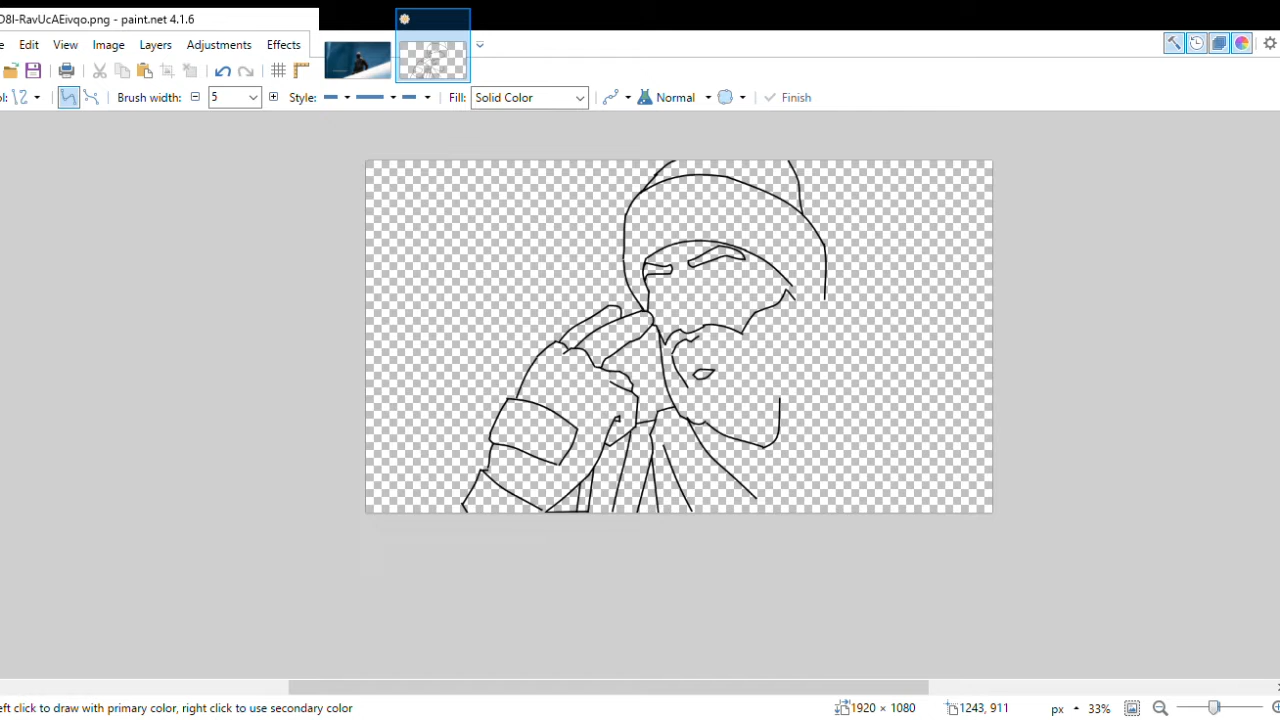 D8I-RavUcAEivqo.png - paint.net 4.1.6
Edit View Image Layers Adjustments Effects
Brush width: 5 Style: Fill: Solid Color Normal Finish
eft click to draw with primary color, right click to use secondary color 1920 × 1080 1243, 911 px 33%